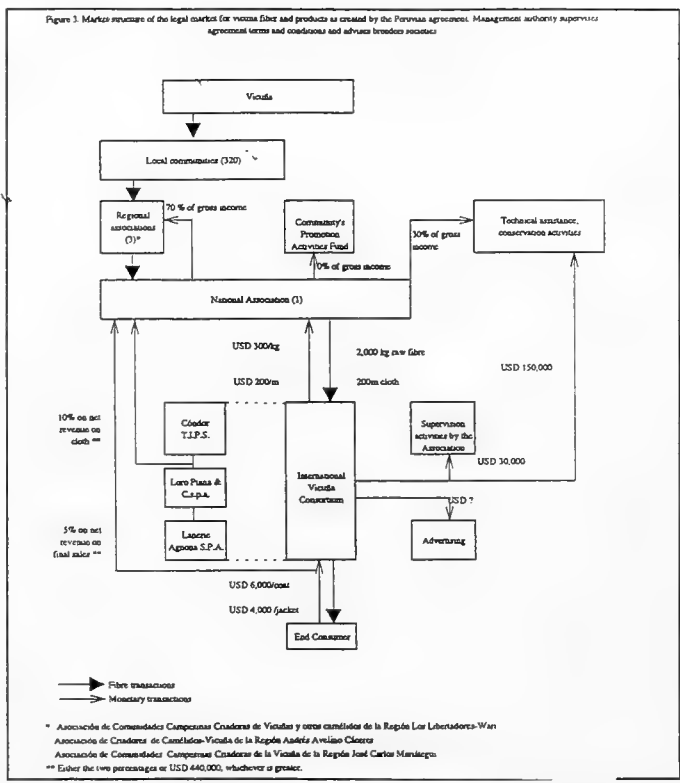 Figure 3. Market structure of the legal market for vicuña fiber and products as created by the Peruvian agreement. Management authority supervises
agreement terms and conditions and advises breeders societies
Vicuña
Local communities (320)
Regional
associations
(3)*
70 % of gross income
Community's
Promotion
Activities Fund
0% of gross income
30% of gross
income
Technical assistance,
conservation activities
National Association (1)
USD 300/kg
USD 200/m
2,000 kg raw fibre
200m cloth
USD 150,000
10% on net
revenue on
cloth **
5% on net
revenue on
final sales **
Cóndor
T.I.P.S.
Loro Piana &
C.s.p.a.
Lanerie
Agnona S.P.A.
International
Vicuña
Consortium
Supervision
activities by the
Association
USD 30,000
USD ?
Advertising
USD 6,000/coat
USD 4,000 /jacket
End Consumer
Fibre transactions
Monetary transactions
* Asociación de Comunidades Campesinas Criadoras de Vicuñas y otros camélidos de la Región Los Libertadores-Wari
Asociación de Criadores de Camélidos-Vicuña de la Región Andrés Avelino Cáceres
Asociación de Comunidades Campesinas Criadoras de la Vicuña de la Región José Carlos Mariátegui
** Either the two percentages or USD 440,000, whichever is greater.